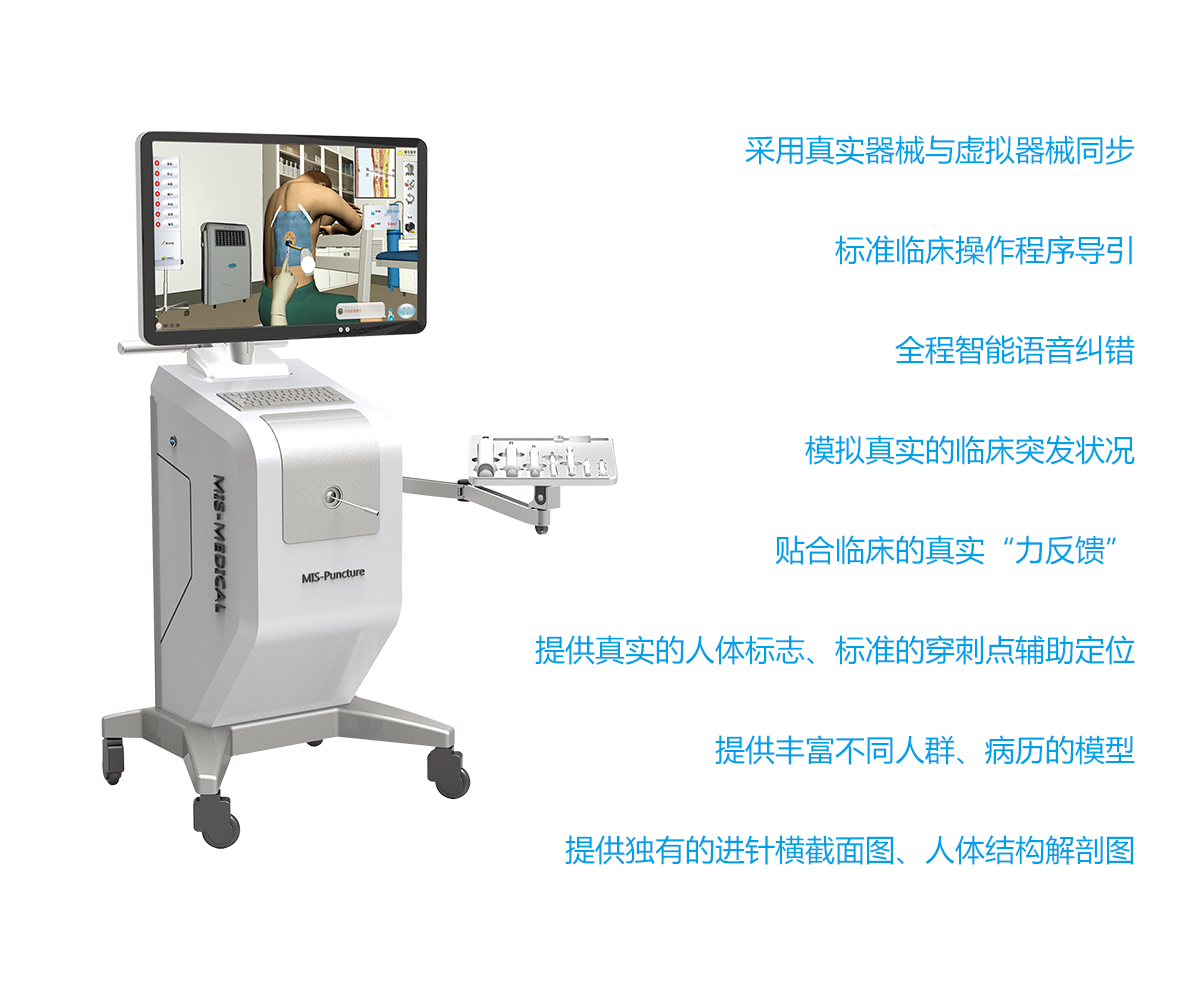 采用真实器械与虚拟器械同步
标准临床操作程序导引
全程智能语音纠错
模拟真实的临床突发状况
MIS-MEDICAL
贴合临床的真实“力反馈”
MIS-Puncture
提供真实的人体标志、标准的穿刺点辅助定位
提供丰富不同人群、病历的模型
提供独有的进针横截面图、人体结构解剖图